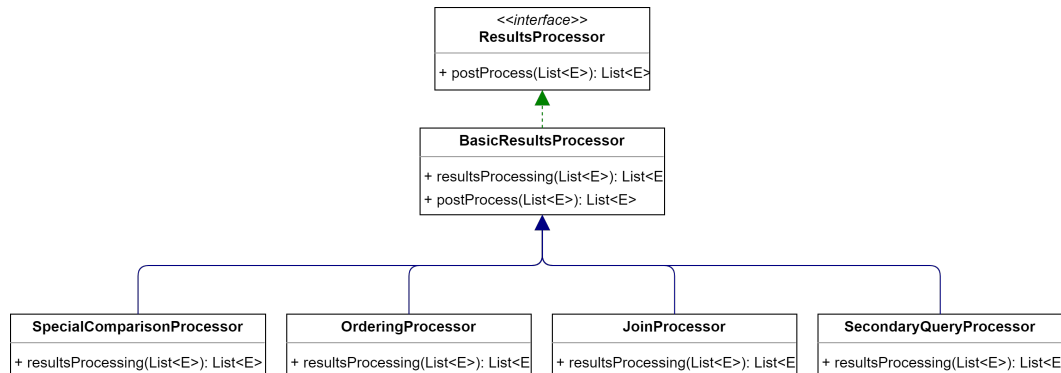 <<interface>>
ResultsProcessor
+ postProcess(List<E>): List<E>
BasicResultsProcessor
+ resultsProcessing(List<E>): List<E
+ postProcess(List<E>): List<E>
SpecialComparisonProcessor
OrderingProcessor
JoinProcessor
SecondaryQueryProcessor
+ resultsProcessing(List<E>): List<E>
+ resultsProcessing(List<E>): List<E
+ resultsProcessing(List<E>): List<E
+ resultsProcessing(List<E>): List<E